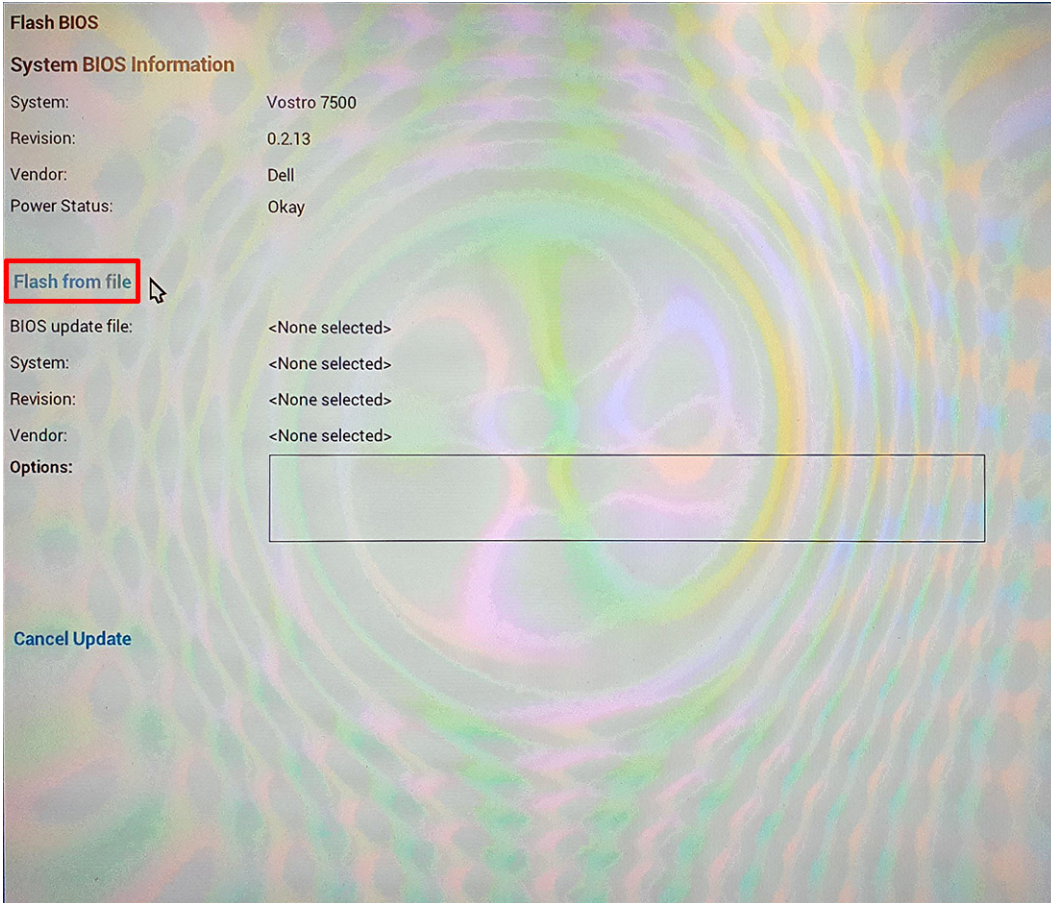 Flash BIOS
System BIOS Information
System: Vostro 7500
Revision: 0.2.13
Vendor: Dell
Power Status: Okay
Flash from file
BIOS update file: <None selected>
System: <None selected>
Revision: <None selected>
Vendor: <None selected>
Options:
Cancel Update